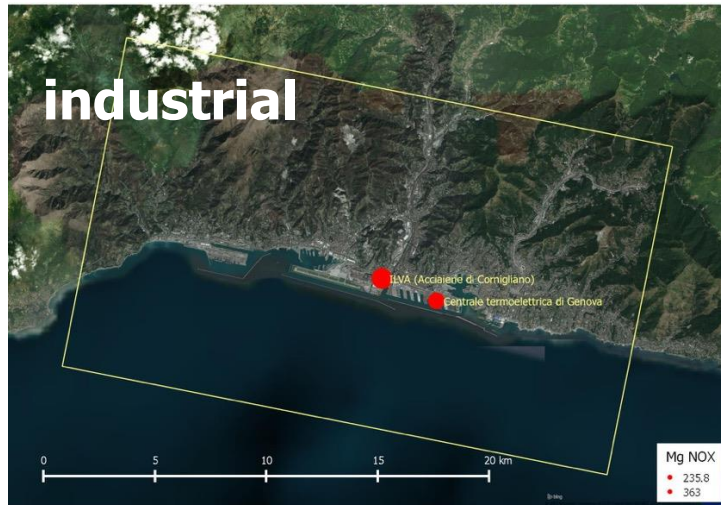 industrial
ILVA (Acciaierie di Cornigliano)
Centrale termoelettrica di Genova
0 5 10 15 20 km
Mg NOX
235.8
363